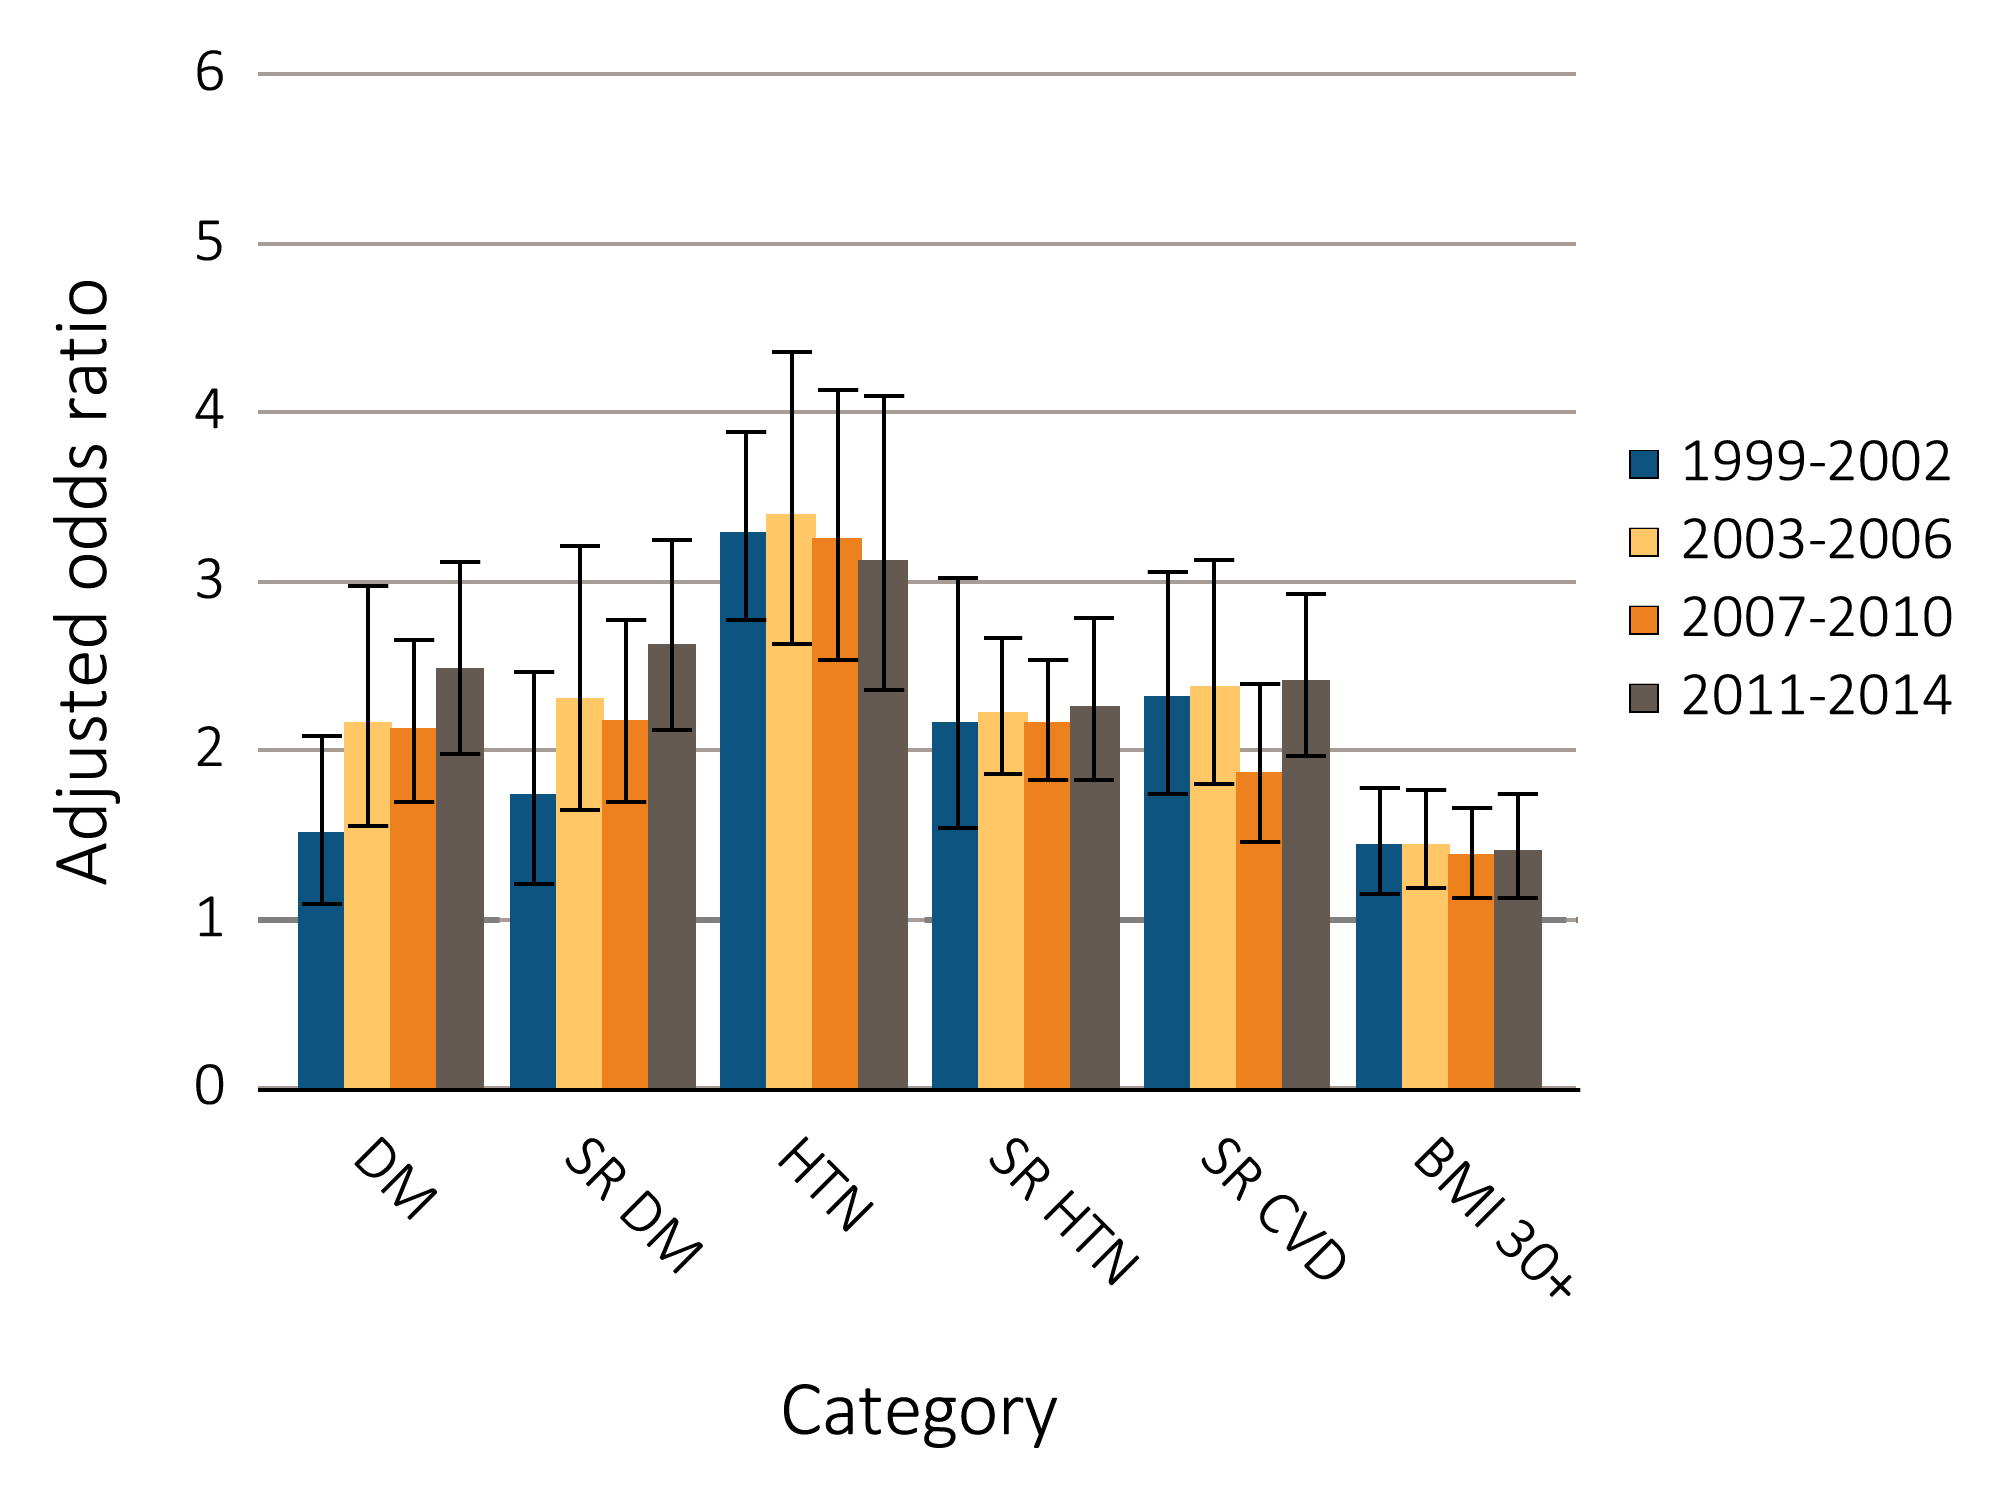 6
5
4
3
2
1
0
Adjusted odds ratio
DM
SR DM
HTN
SR HTN
SR CVD
BMI 30+
Category
1999-2002
2003-2006
2007-2010
2011-2014